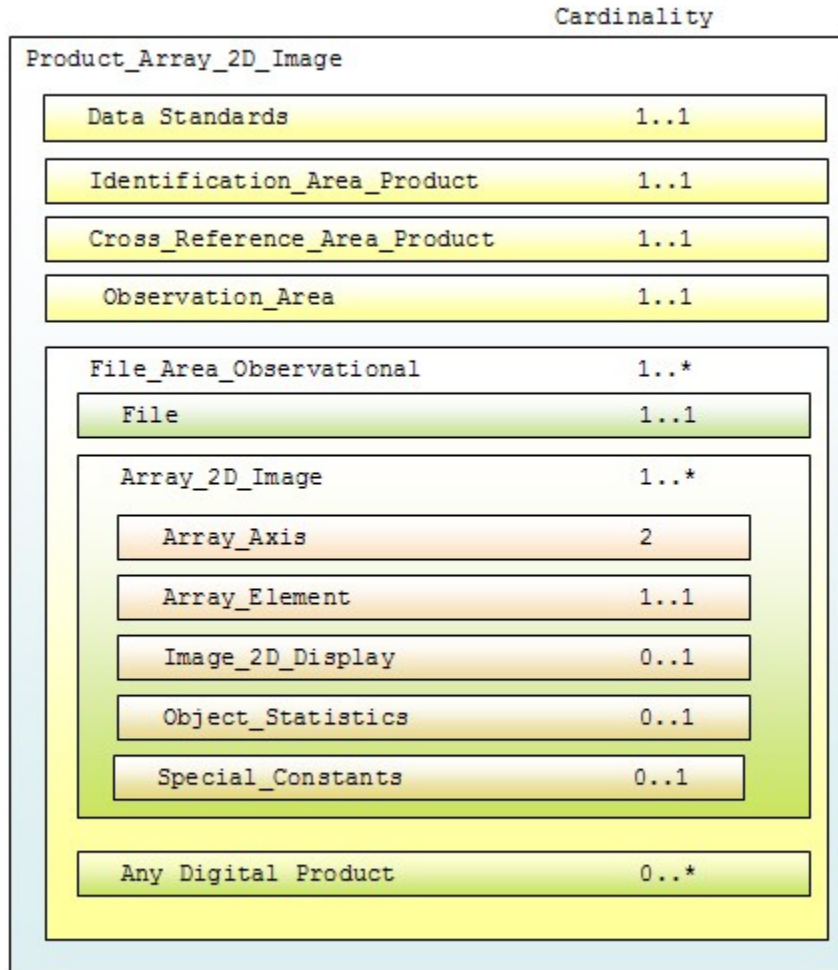 Cardinality
Product_Array_2D_Image
Data Standards 1..1
Identification_Area_Product 1..1
Cross_Reference_Area_Product 1..1
Observation_Area 1..1
File_Area_Observational 1..*
File 1..1
Array_2D_Image 1..*
Array_Axis 2
Array_Element 1..1
Image_2D_Display 0..1
Object_Statistics 0..1
Special_Constants 0..1
Any Digital Product 0..*